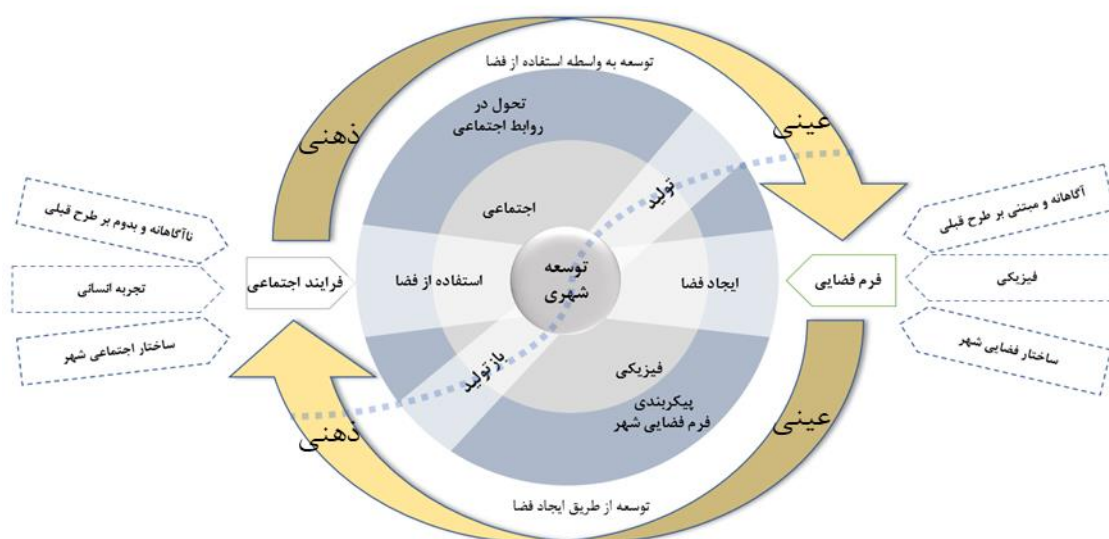 توسعه به واسطه استفاده از فضا
تحول در
روابط اجتماعی
ذهنی
عینی
تولید
اجتماعی
آگاهانه و مبتنی بر طرح قبلی
فیزیکی
ساختار فضایی شهر
فرم فضایی
ایجاد فضا
توسعه
شهری
استفاده از فضا
فرایند اجتماعی
ناآگاهانه و بدوم بر طرح قبلی
تجربه انسانی
ساختار اجتماعی شهر
بازتولید
فیزیکی
پیکربندی
فرم فضایی شهر
عینی
ذهنی
توسعه از طریق ایجاد فضا